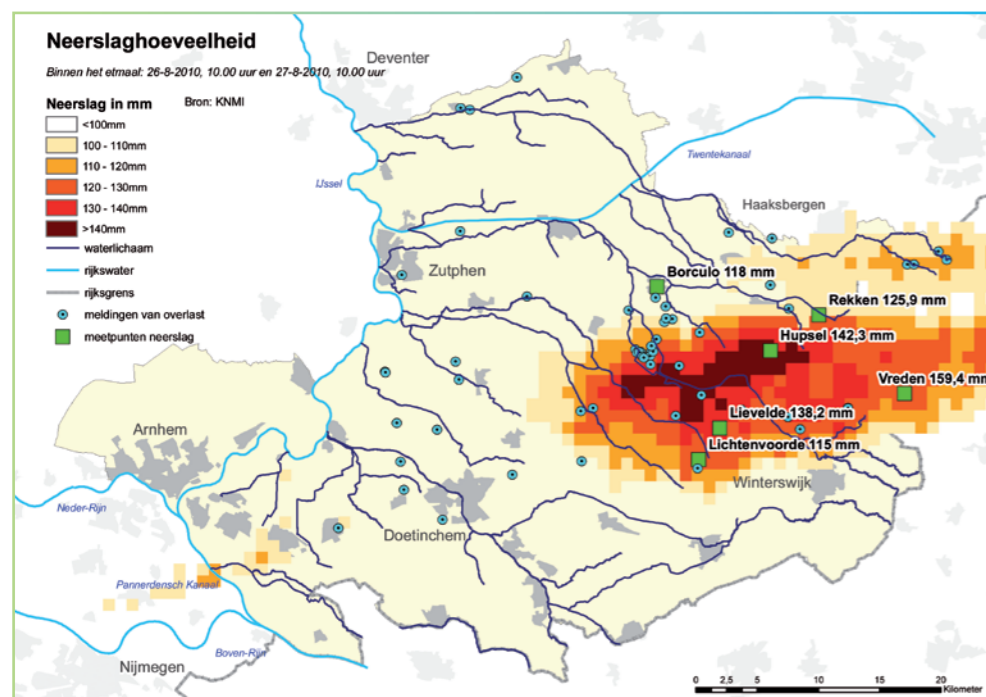 Neerslaghoeveelheid
Binnen het etmaal: 26-8-2010, 10.00 uur en 27-8-2010, 10.00 uur
Neerslag in mm
Bron: KNMI
<100mm
100 - 110mm
110 - 120mm
120 - 130mm
130 - 140mm
>140mm
waterlichaam
rijkswater
rijksgrens
meldingen van overlast
meetpunten neerslag
Deventer
Twentekanaal
IJssel
Haaksbergen
Zutphen
Borculo 118 mm
Rekken 125,9 mm
Hupsel 142,3 mm
Vreden 159,4 mm
Lievelde 138,2 mm
Lichtenvoorde 115 mm
Arnhem
Winterswijk
Neder-Rijn
Doetinchem
Pannerdensch Kanaal
Boven-Rijn
Nijmegen
0 2,5 5 10 15 20
Kilometer